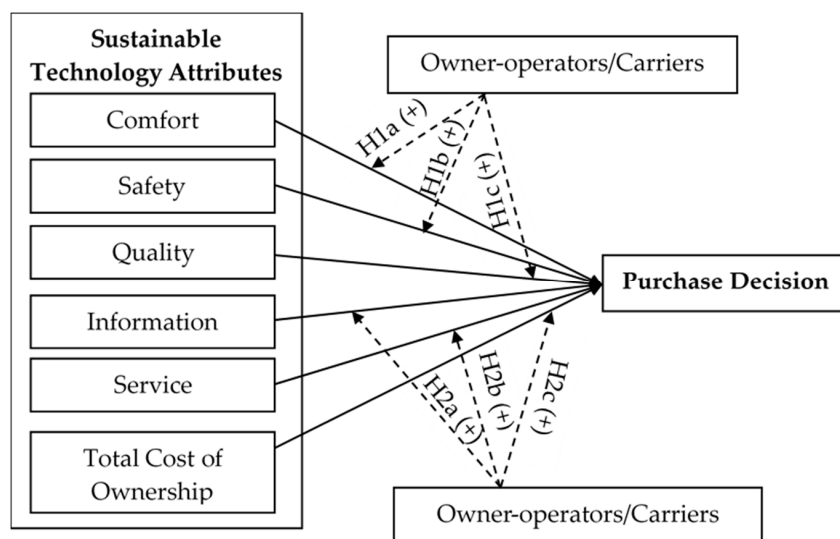 Sustainable
Technology Attributes
Comfort
Safety
Quality
Information
Service
Total Cost of
Ownership
Owner-operators/Carriers
H1a (+)
H1b (+)
H1c (+)
Purchase Decision
H2a (+)
H2b (+)
H2c (+)
Owner-operators/Carriers